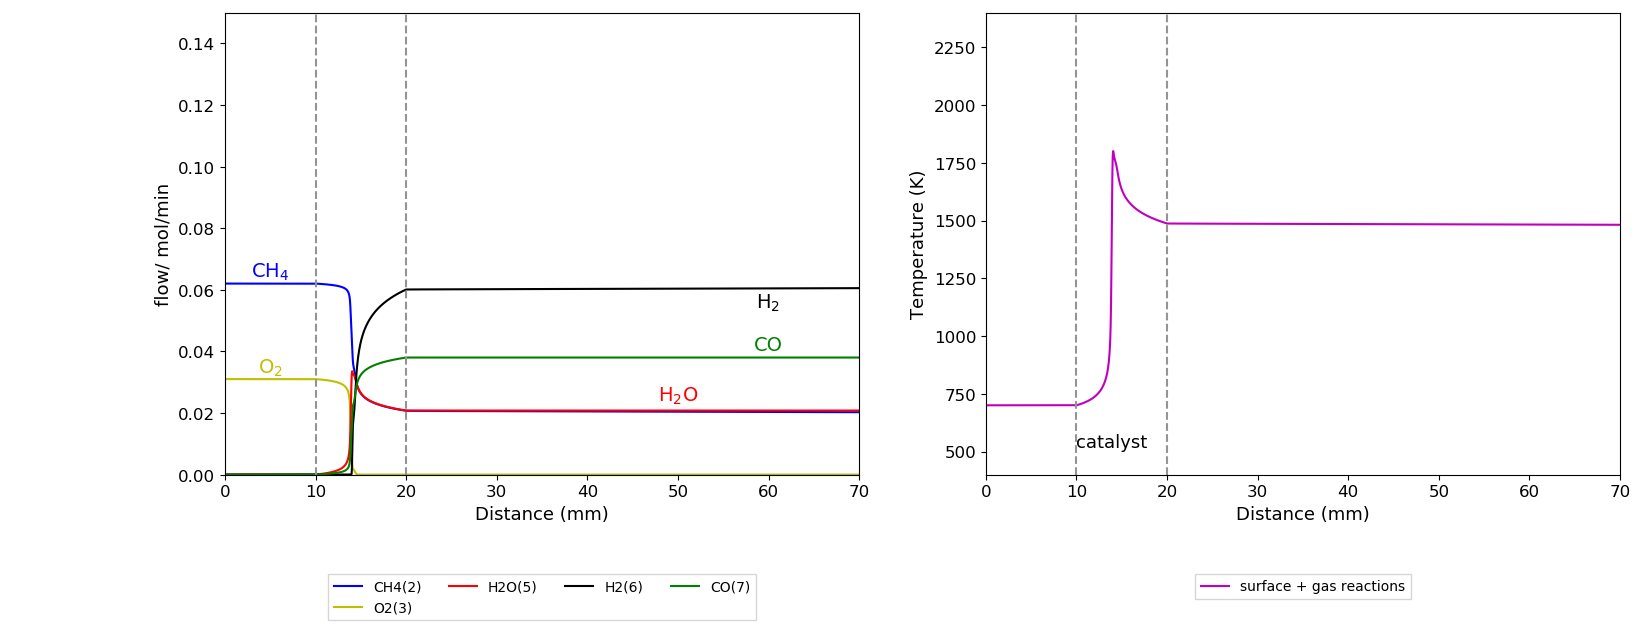 0.14
0.12
0.10
0.08
0.06
0.04
0.02
0.00
flow/ mol/min
CH₄
O₂
H₂
CO
H₂O
0 10 20 30 40 50 60 70
Distance (mm)
CH4(2) H2O(5) H2(6) CO(7)
O2(3)
2250
2000
1750
1500
1250
1000
750
500
Temperature (K)
catalyst
0 10 20 30 40 50 60 70
Distance (mm)
surface + gas reactions